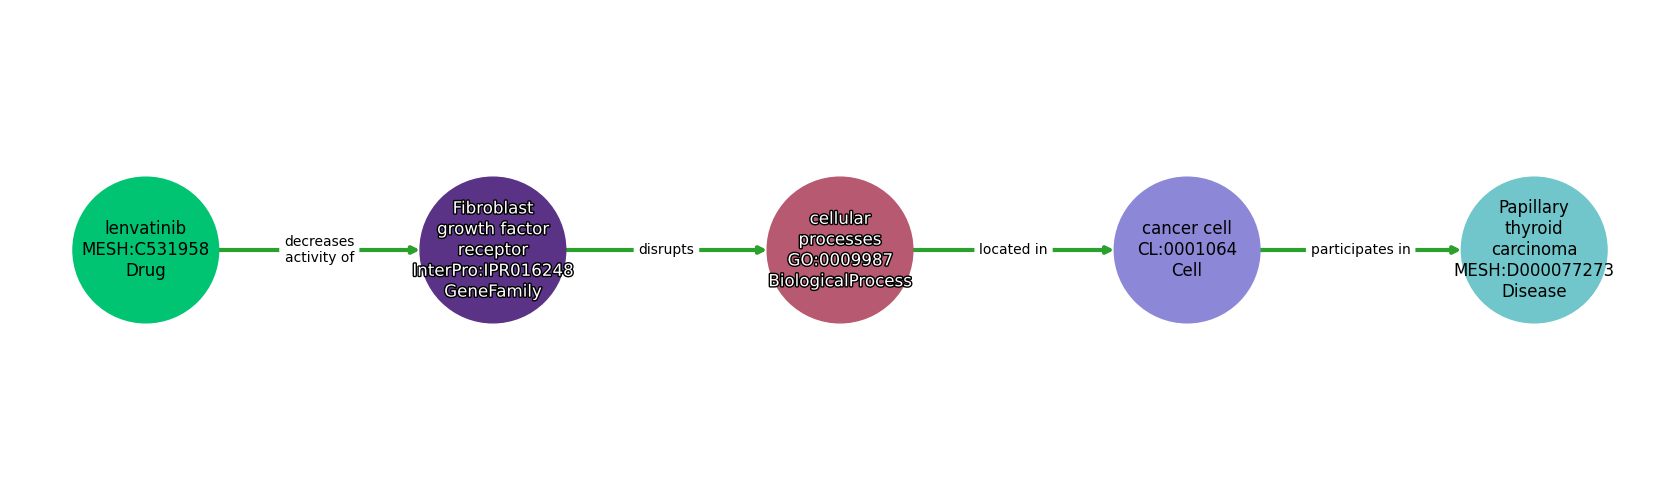 lenvatinib
MESH:C531958
Drug
decreases
activity of
Fibroblast
growth factor
receptor
InterPro:IPR016248
GeneFamily
disrupts
cellular
processes
GO:0009987
BiologicalProcess
located in
cancer cell
CL:0001064
Cell
participates in
Papillary
thyroid
carcinoma
MESH:D000077273
Disease